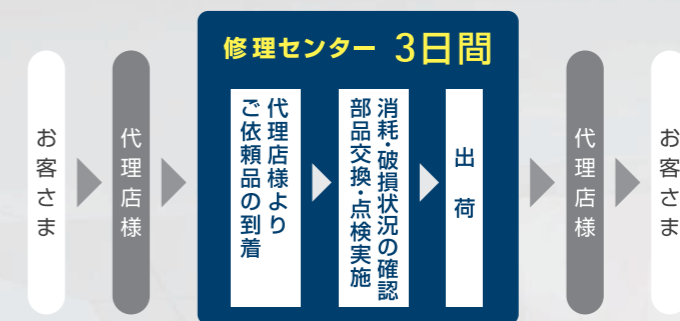 お客さま
代理店様
修理センター 3日間
代理店様より
ご依頼品の到着
消耗・破損状況の確認
部品交換・点検実施
出荷
代理店様
お客さま